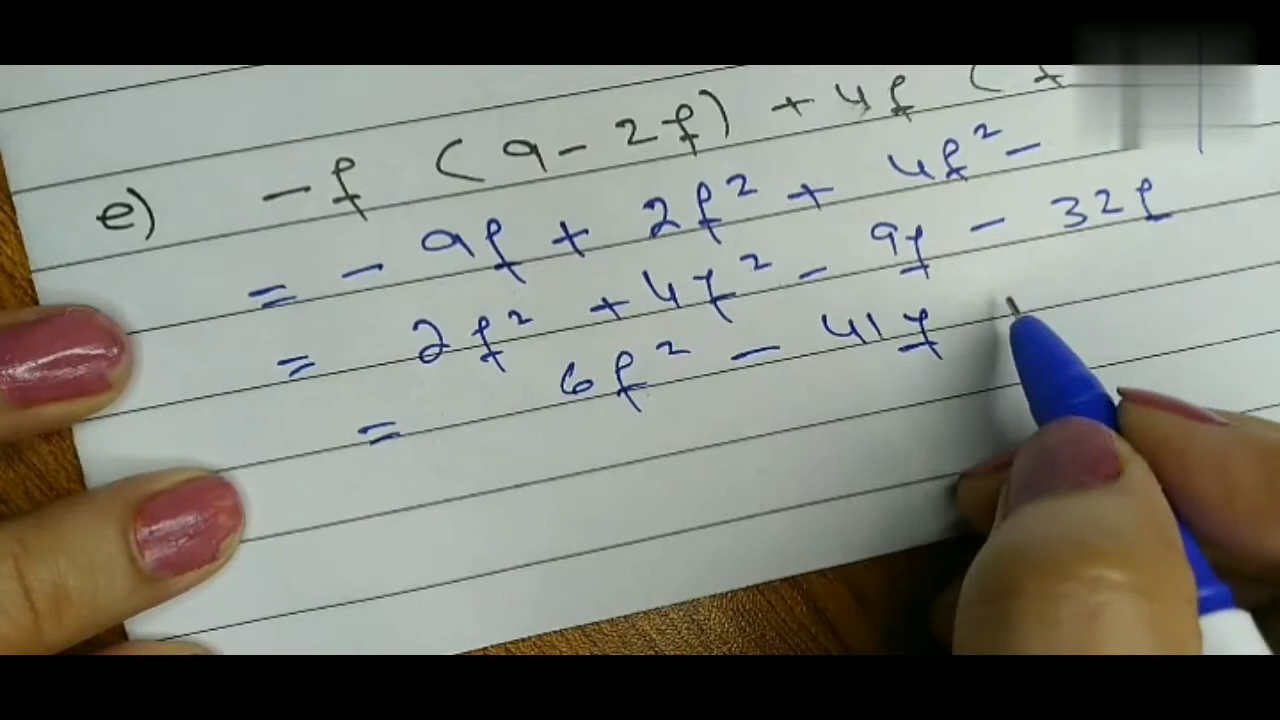 e) -f (9-2f) + 4f (f
= -9f + 2f² + 4f² -
= 2f² + 4f² - 9f - 32f
= 6f² - 41f